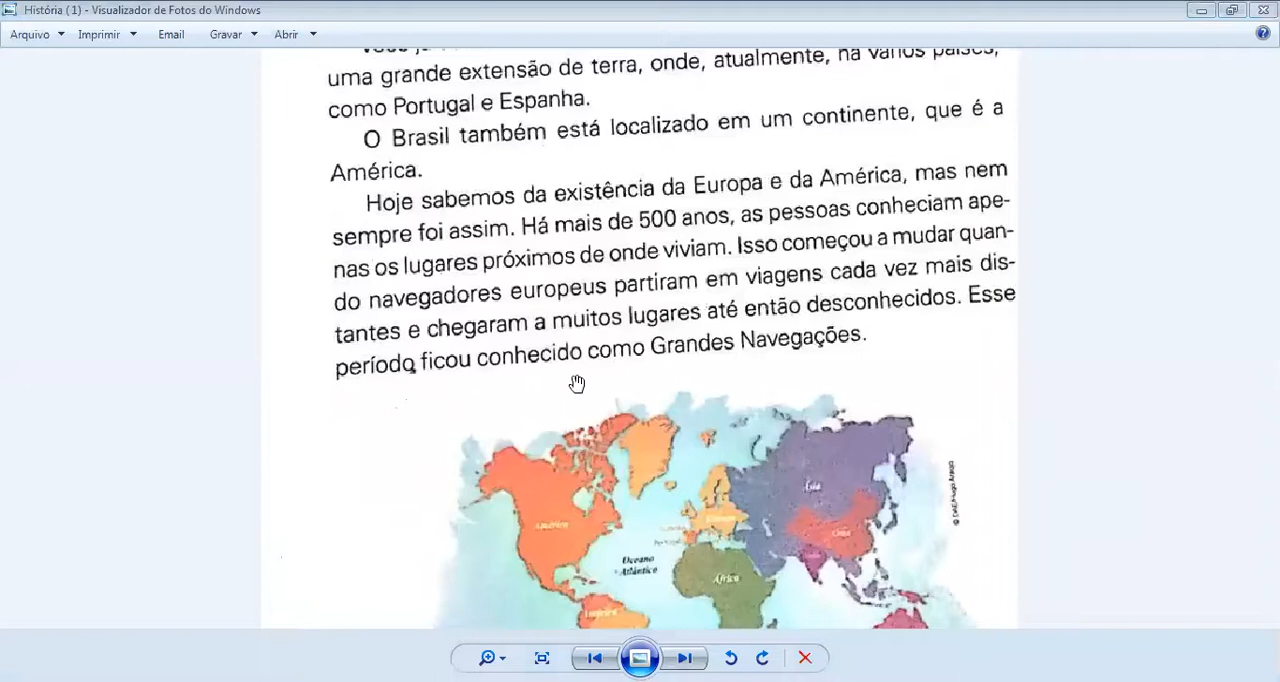 História (1) - Visualizador de Fotos do Windows
Arquivo Imprimir Email Gravar Abrir
uma grande extensão de terra, onde, atualmente, há vários países,
como Portugal e Espanha.
O Brasil também está localizado em um continente, que é a
América.
Hoje sabemos da existência da Europa e da América, mas nem
sempre foi assim. Há mais de 500 anos, as pessoas conheciam ape-
nas os lugares próximos de onde viviam. Isso começou a mudar quan-
do navegadores europeus partiram em viagens cada vez mais dis-
tantes e chegaram a muitos lugares até então desconhecidos. Esse
período ficou conhecido como Grandes Navegações.
Ásia
América
China
Oceano
Atlântico
África